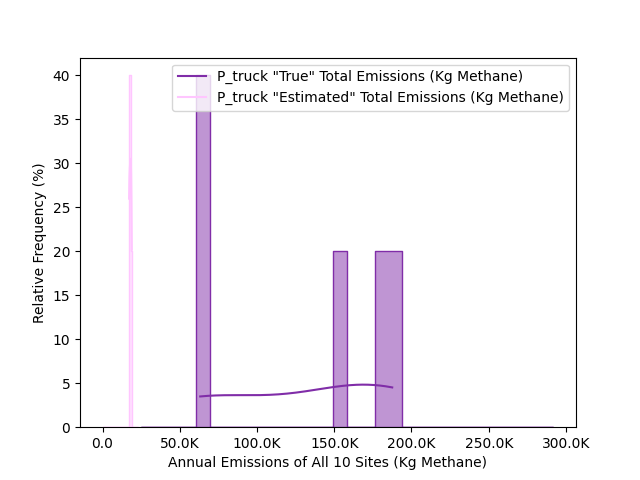 P_truck "True" Total Emissions (Kg Methane)
P_truck "Estimated" Total Emissions (Kg Methane)
Relative Frequency (%)
40
35
30
25
20
15
10
5
0
0.0 50.0K 100.0K 150.0K 200.0K 250.0K 300.0K
Annual Emissions of All 10 Sites (Kg Methane)